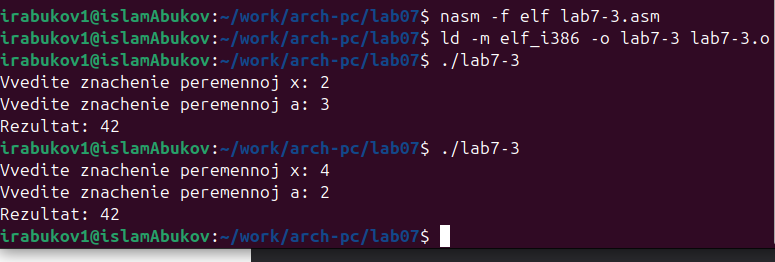 irabukov1@islamAbukov:~/work/arch-pc/lab07$ nasm -f elf lab7-3.asm
irabukov1@islamAbukov:~/work/arch-pc/lab07$ ld -m elf_i386 -o lab7-3 lab7-3.o
irabukov1@islamAbukov:~/work/arch-pc/lab07$ ./lab7-3
Vvedite znachenie peremennoj x: 2
Vvedite znachenie peremennoj a: 3
Rezultat: 42
irabukov1@islamAbukov:~/work/arch-pc/lab07$ ./lab7-3
Vvedite znachenie peremennoj x: 4
Vvedite znachenie peremennoj a: 2
Rezultat: 42
irabukov1@islamAbukov:~/work/arch-pc/lab07$